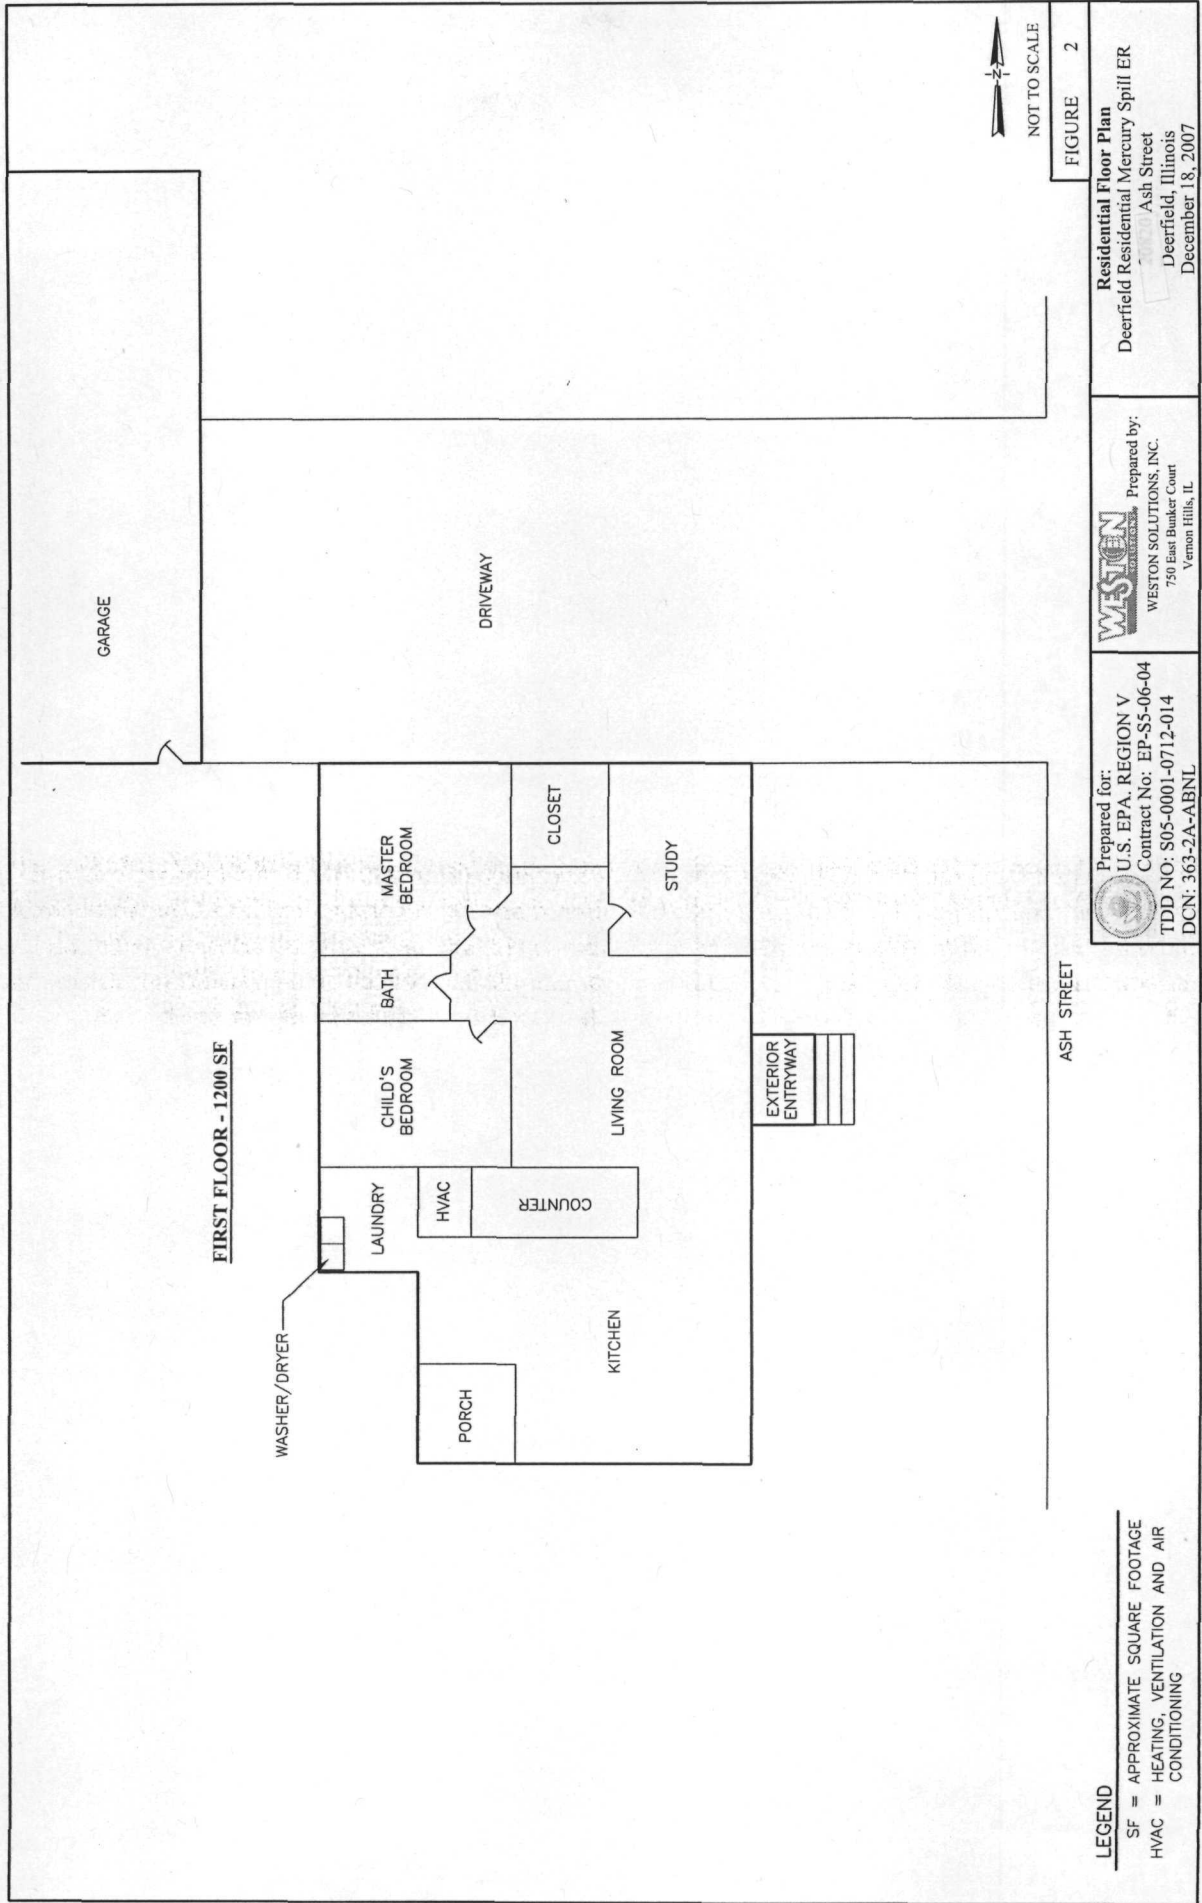 GARAGE
FIRST FLOOR - 1200 SF
WASHER/DRYER
LAUNDRY
CHILD'S
BEDROOM
BATH
MASTER
BEDROOM
DRIVEWAY
PORCH
HVAC
COUNTER
CLOSET
KITCHEN
LIVING ROOM
STUDY
EXTERIOR
ENTRYWAY
ASH STREET
N
NOT TO SCALE
LEGEND
SF = APPROXIMATE SQUARE FOOTAGE
HVAC = HEATING, VENTILATION AND AIR
CONDITIONING
Prepared for:
U.S. EPA. REGION V
Contract No: EP-S5-06-04
TDD NO: S05-0001-0712-014
DCN: 363-2A-ABNL
WESTON
SOLUTIONS
Prepared by:
WESTON SOLUTIONS, INC.
750 East Bunker Court
Vernon Hills, IL
FIGURE 2
Residential Floor Plan
Deerfield Residential Mercury Spill ER
Ash Street
Deerfield, Illinois
December 18, 2007